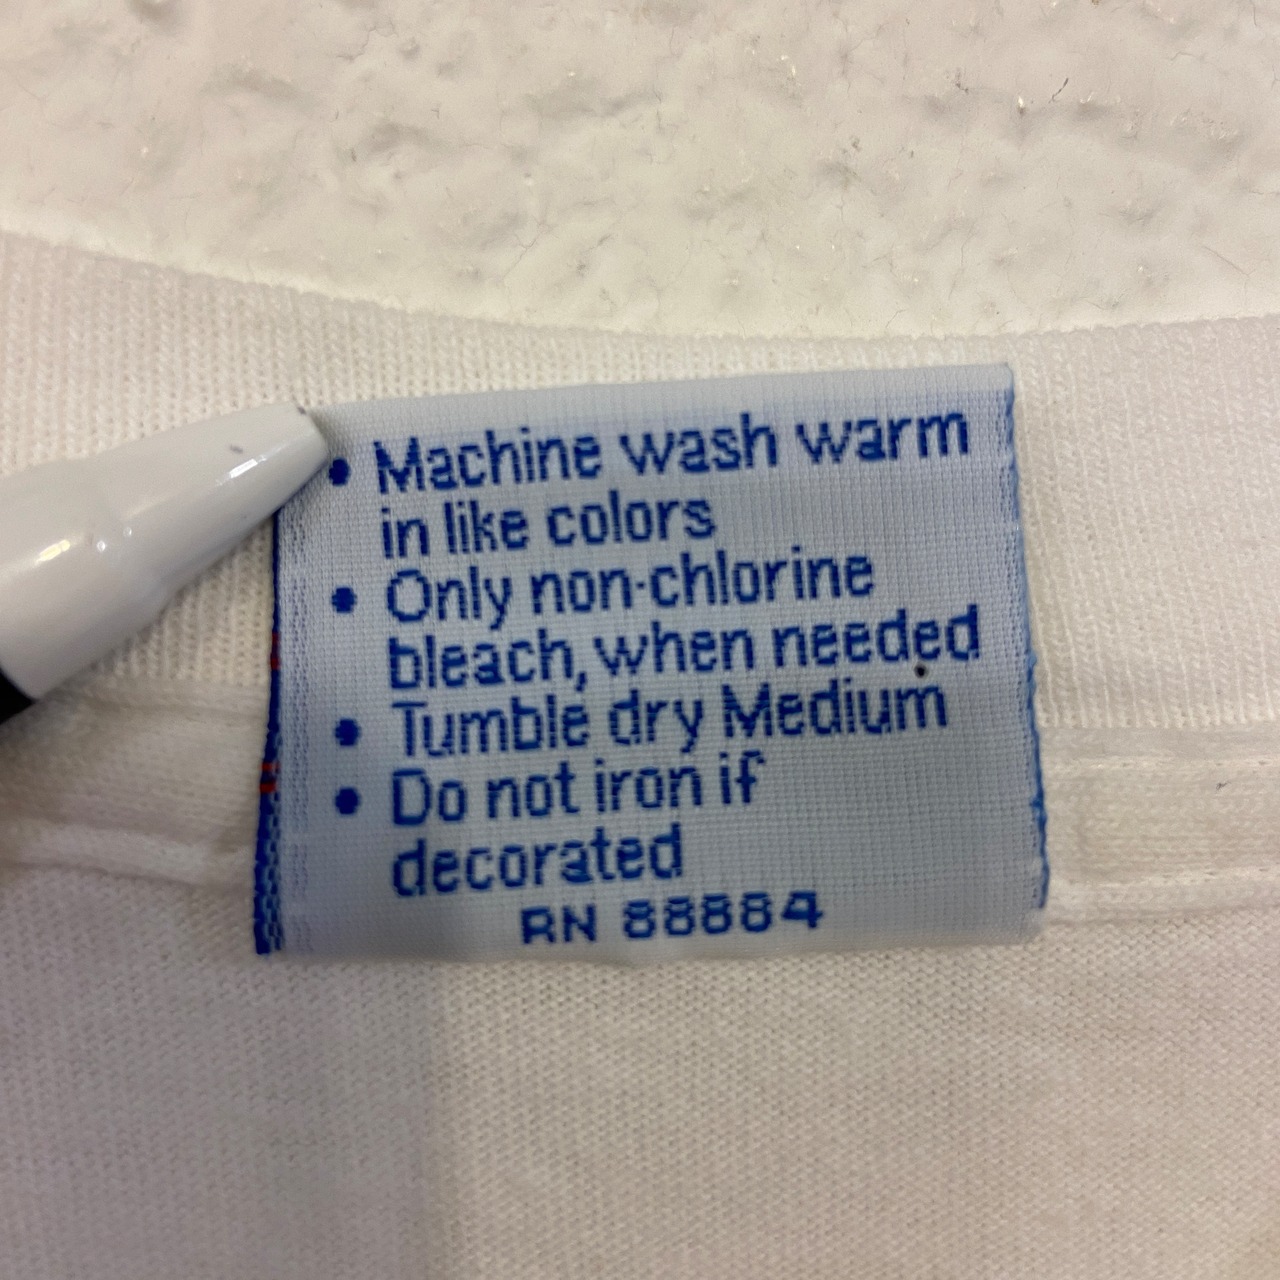 • Machine wash warm
in like colors
• Only non-chlorine
bleach, when needed
• Tumble dry Medium
• Do not iron if
decorated
RN 88884